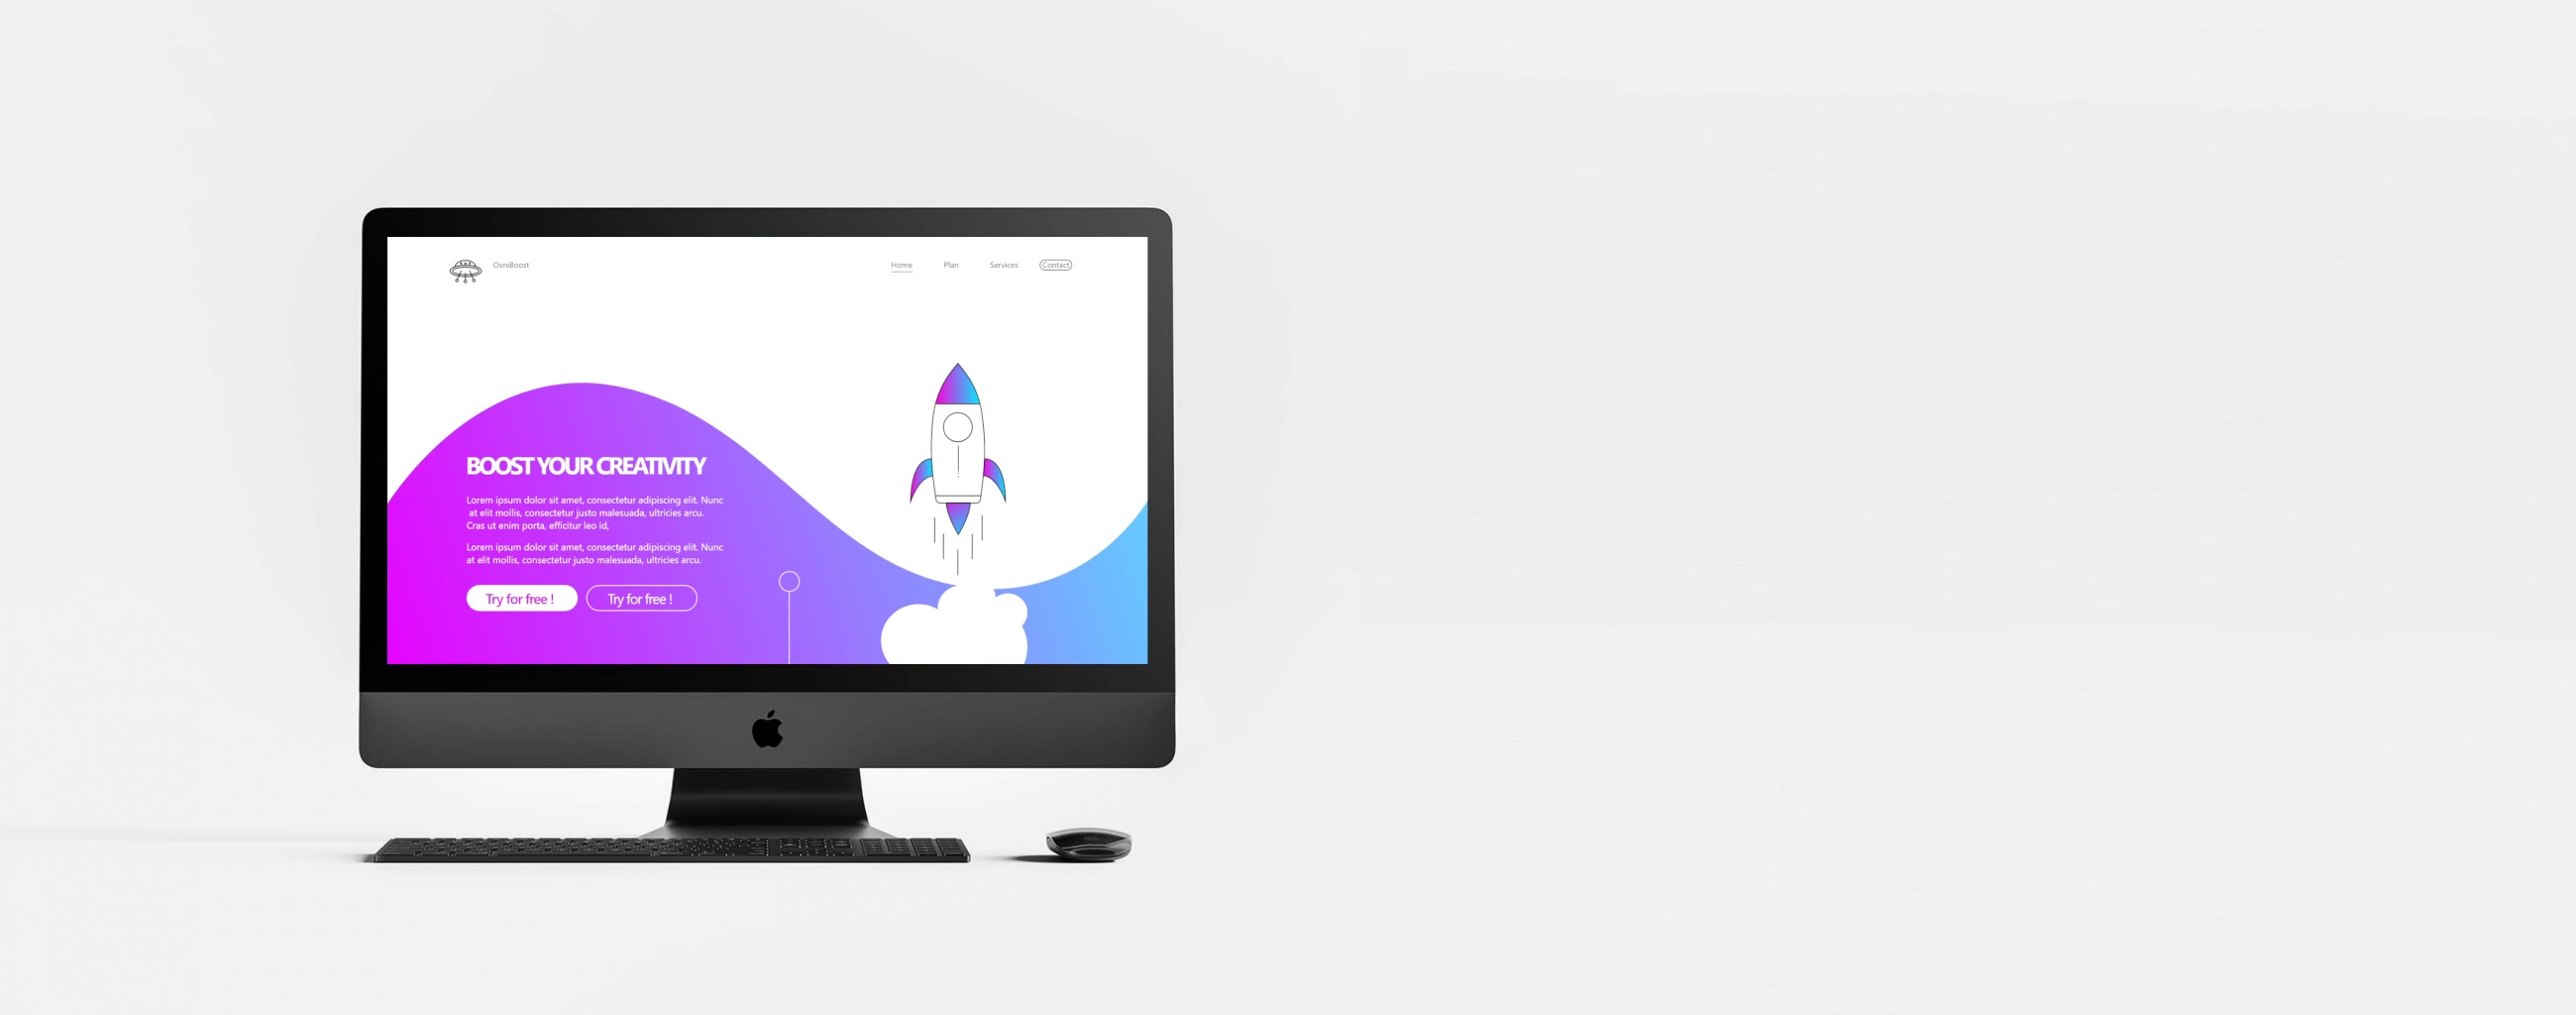 OvniBoost
Home Plan Services Contact
BOOST YOUR CREATIVITY
Lorem ipsum dolor sit amet, consectetur adipiscing elit. Nunc
at elit mollis, consectetur justo malesuada, ultricies arcu.
Cras ut enim porta, efficitur leo id,
Lorem ipsum dolor sit amet, consectetur adipiscing elit. Nunc
at elit mollis, consectetur justo malesuada, ultricies arcu.
Try for free ! Try for free !